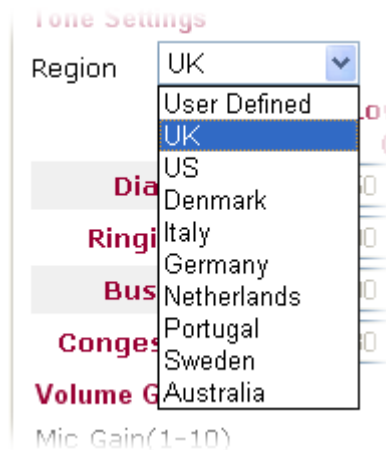 Tone Settings
Region UK
User Defined
UK
US
Denmark
Italy
Germany
Netherlands
Portugal
Sweden
Australia
Mic Gain(1-10)